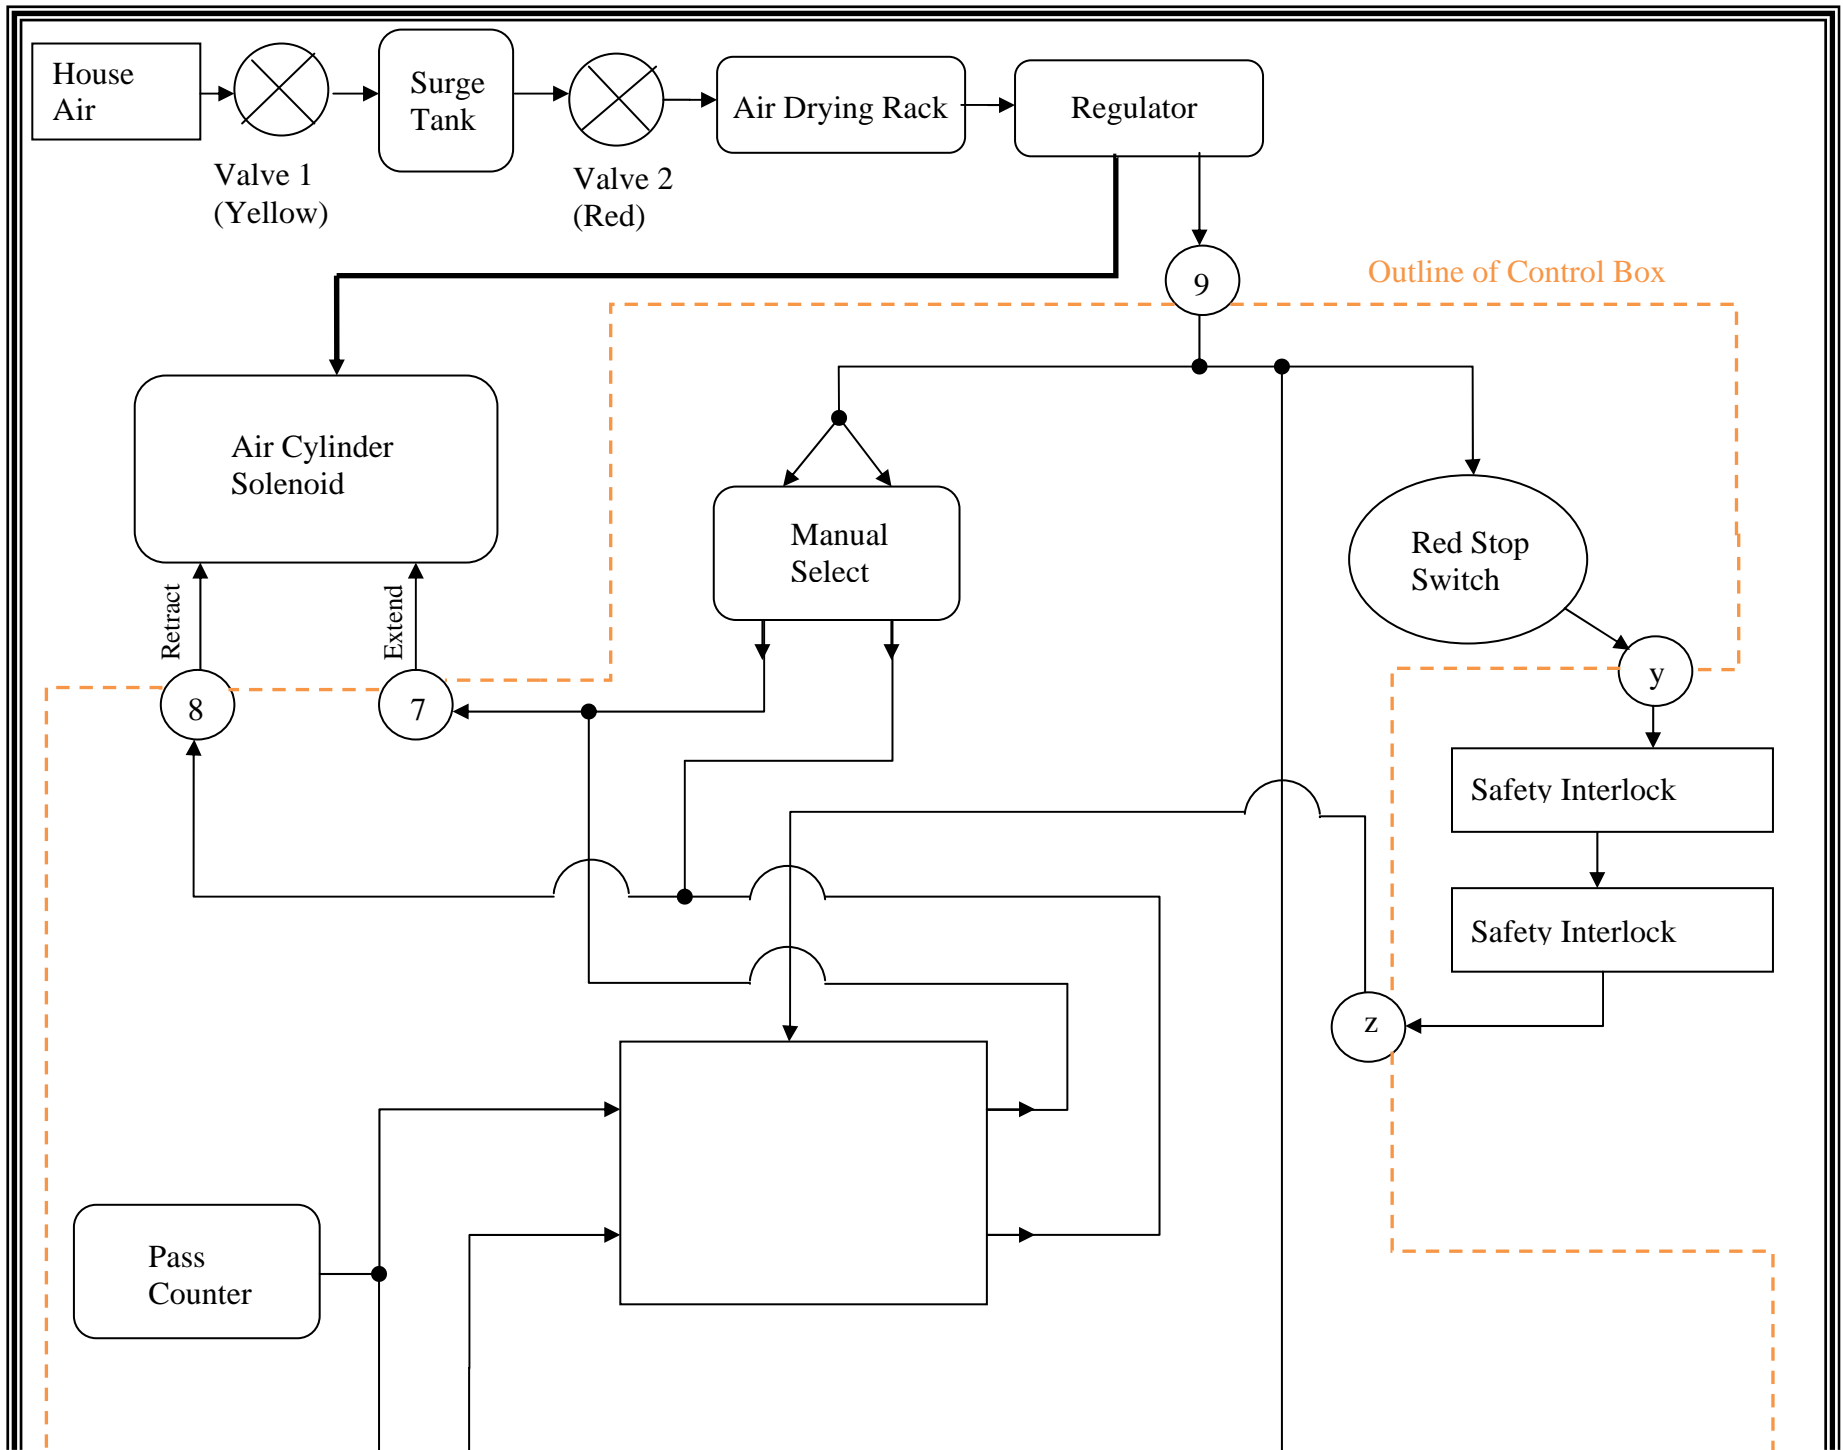 House
Air
Surge
Tank
Air Drying Rack
Regulator
Valve 1
(Yellow)
Valve 2
(Red)
9
Outline of Control Box
Air Cylinder
Solenoid
Manual
Select
Red Stop
Switch
Retract
Extend
8
7
y
Safety Interlock
Safety Interlock
z
Pass
Counter